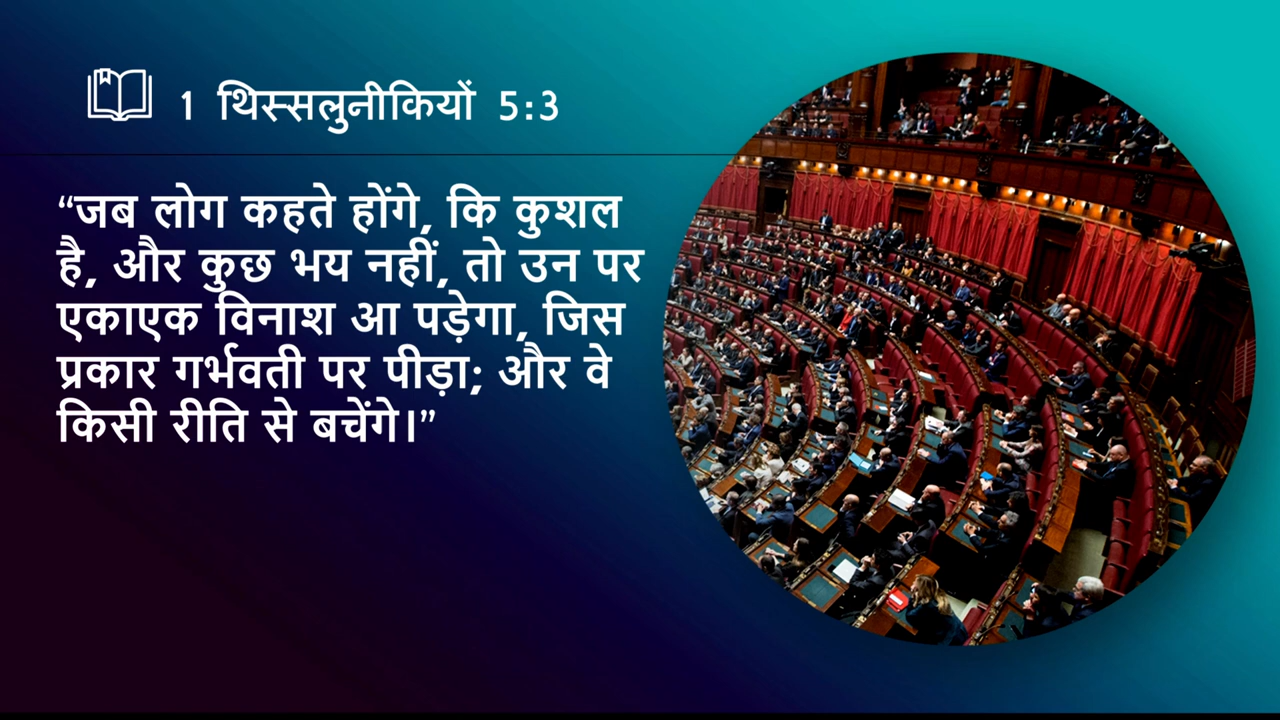 1 थिस्सलुनीकियों 5:3
“जब लोग कहते होंगे, कि कुशल
है, और कुछ भय नहीं, तो उन पर
एकाएक विनाश आ पड़ेगा, जिस
प्रकार गर्भवती पर पीड़ा; और वे
किसी रीति से बचेंगे।”